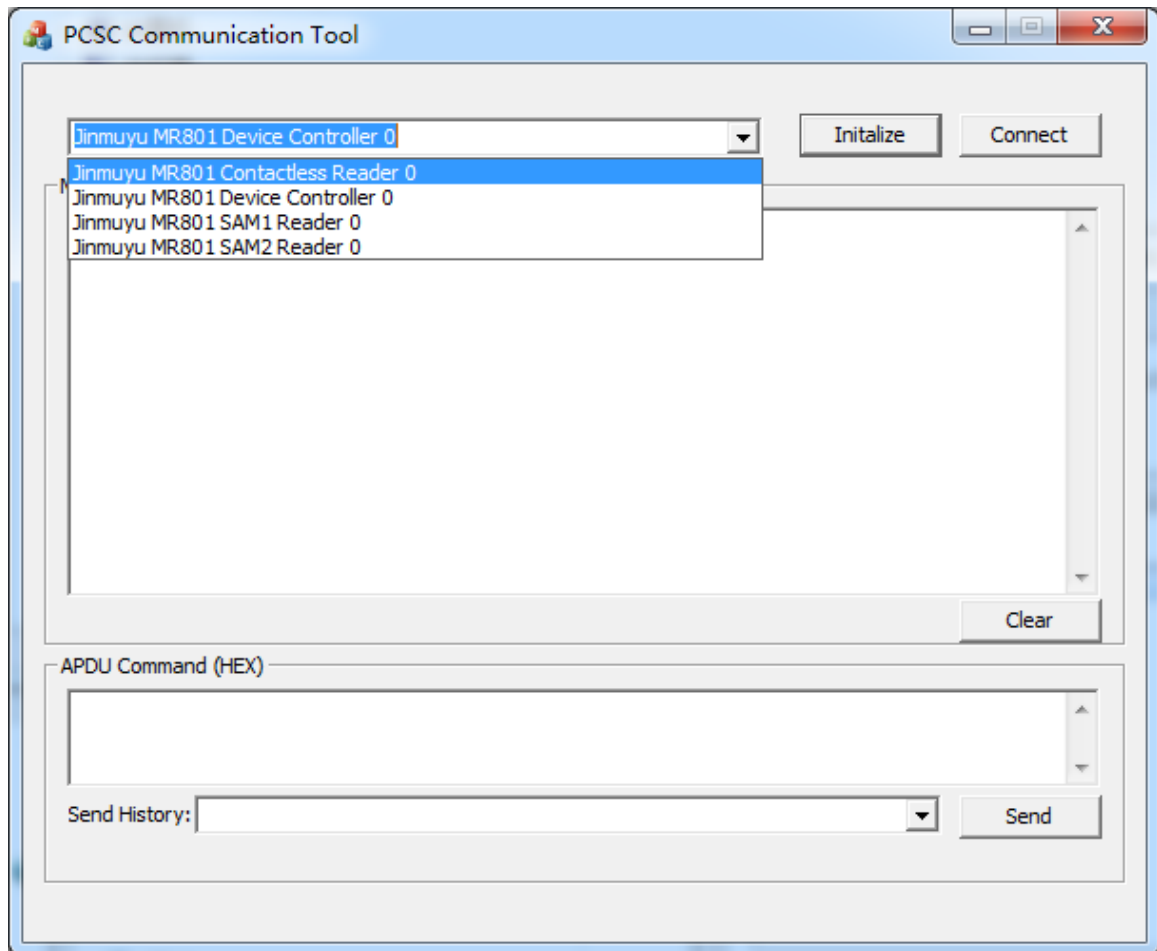 PCSC Communication Tool
Jinmuyu MR801 Device Controller 0
Initalize
Connect
Jinmuyu MR801 Contactless Reader 0
Jinmuyu MR801 Device Controller 0
Jinmuyu MR801 SAM1 Reader 0
Jinmuyu MR801 SAM2 Reader 0
Clear
APDU Command (HEX)
Send History:
Send